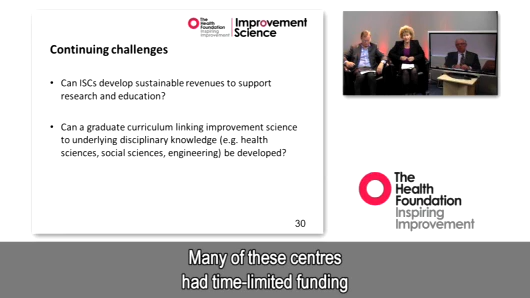 The
Health
Foundation
Inspiring
Improvement
Improvement
Science
Continuing challenges
• Can ISCs develop sustainable revenues to support
research and education?
• Can a graduate curriculum linking improvement science
to underlying disciplinary knowledge (e.g. health
sciences, social sciences, engineering) be developed?
30
The
Health
Foundation
Inspiring
Improvement
Many of these centres
had time-limited funding